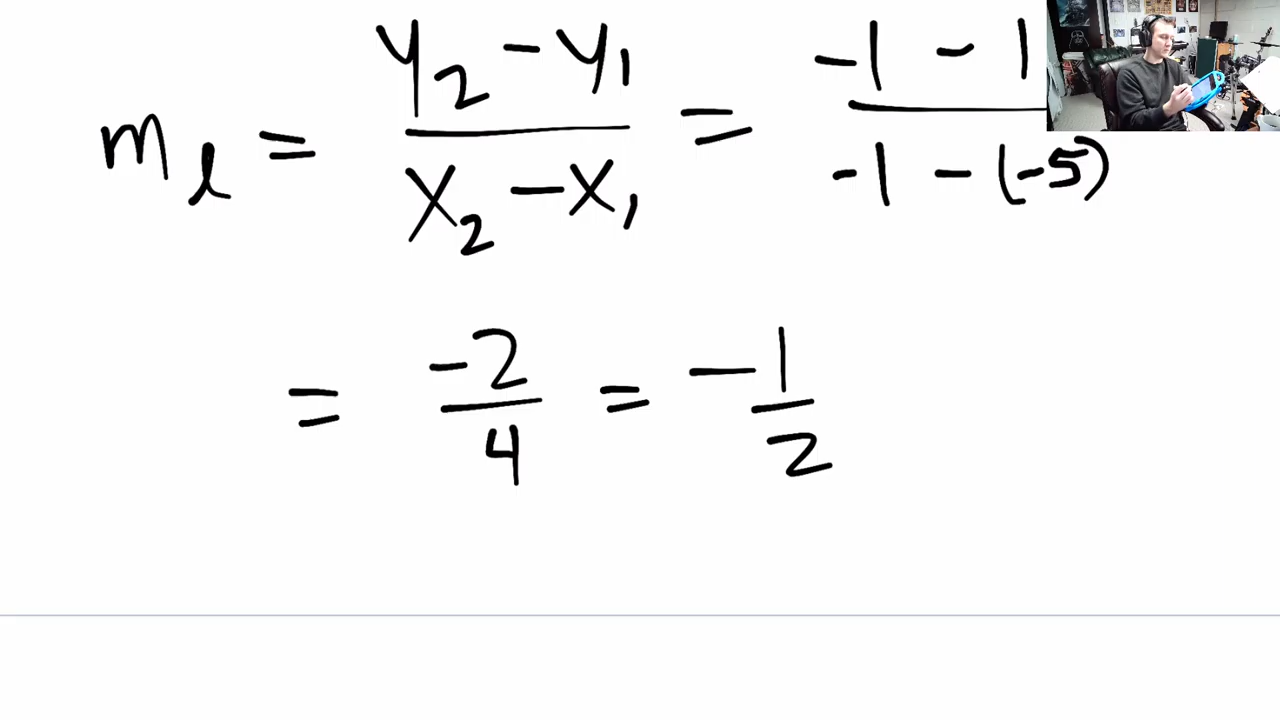 m_l = (y_2 - y_1)/(x_2 - x_1) = (-1 - 1)/(-1 - (-5))
= -2/4 = -1/2